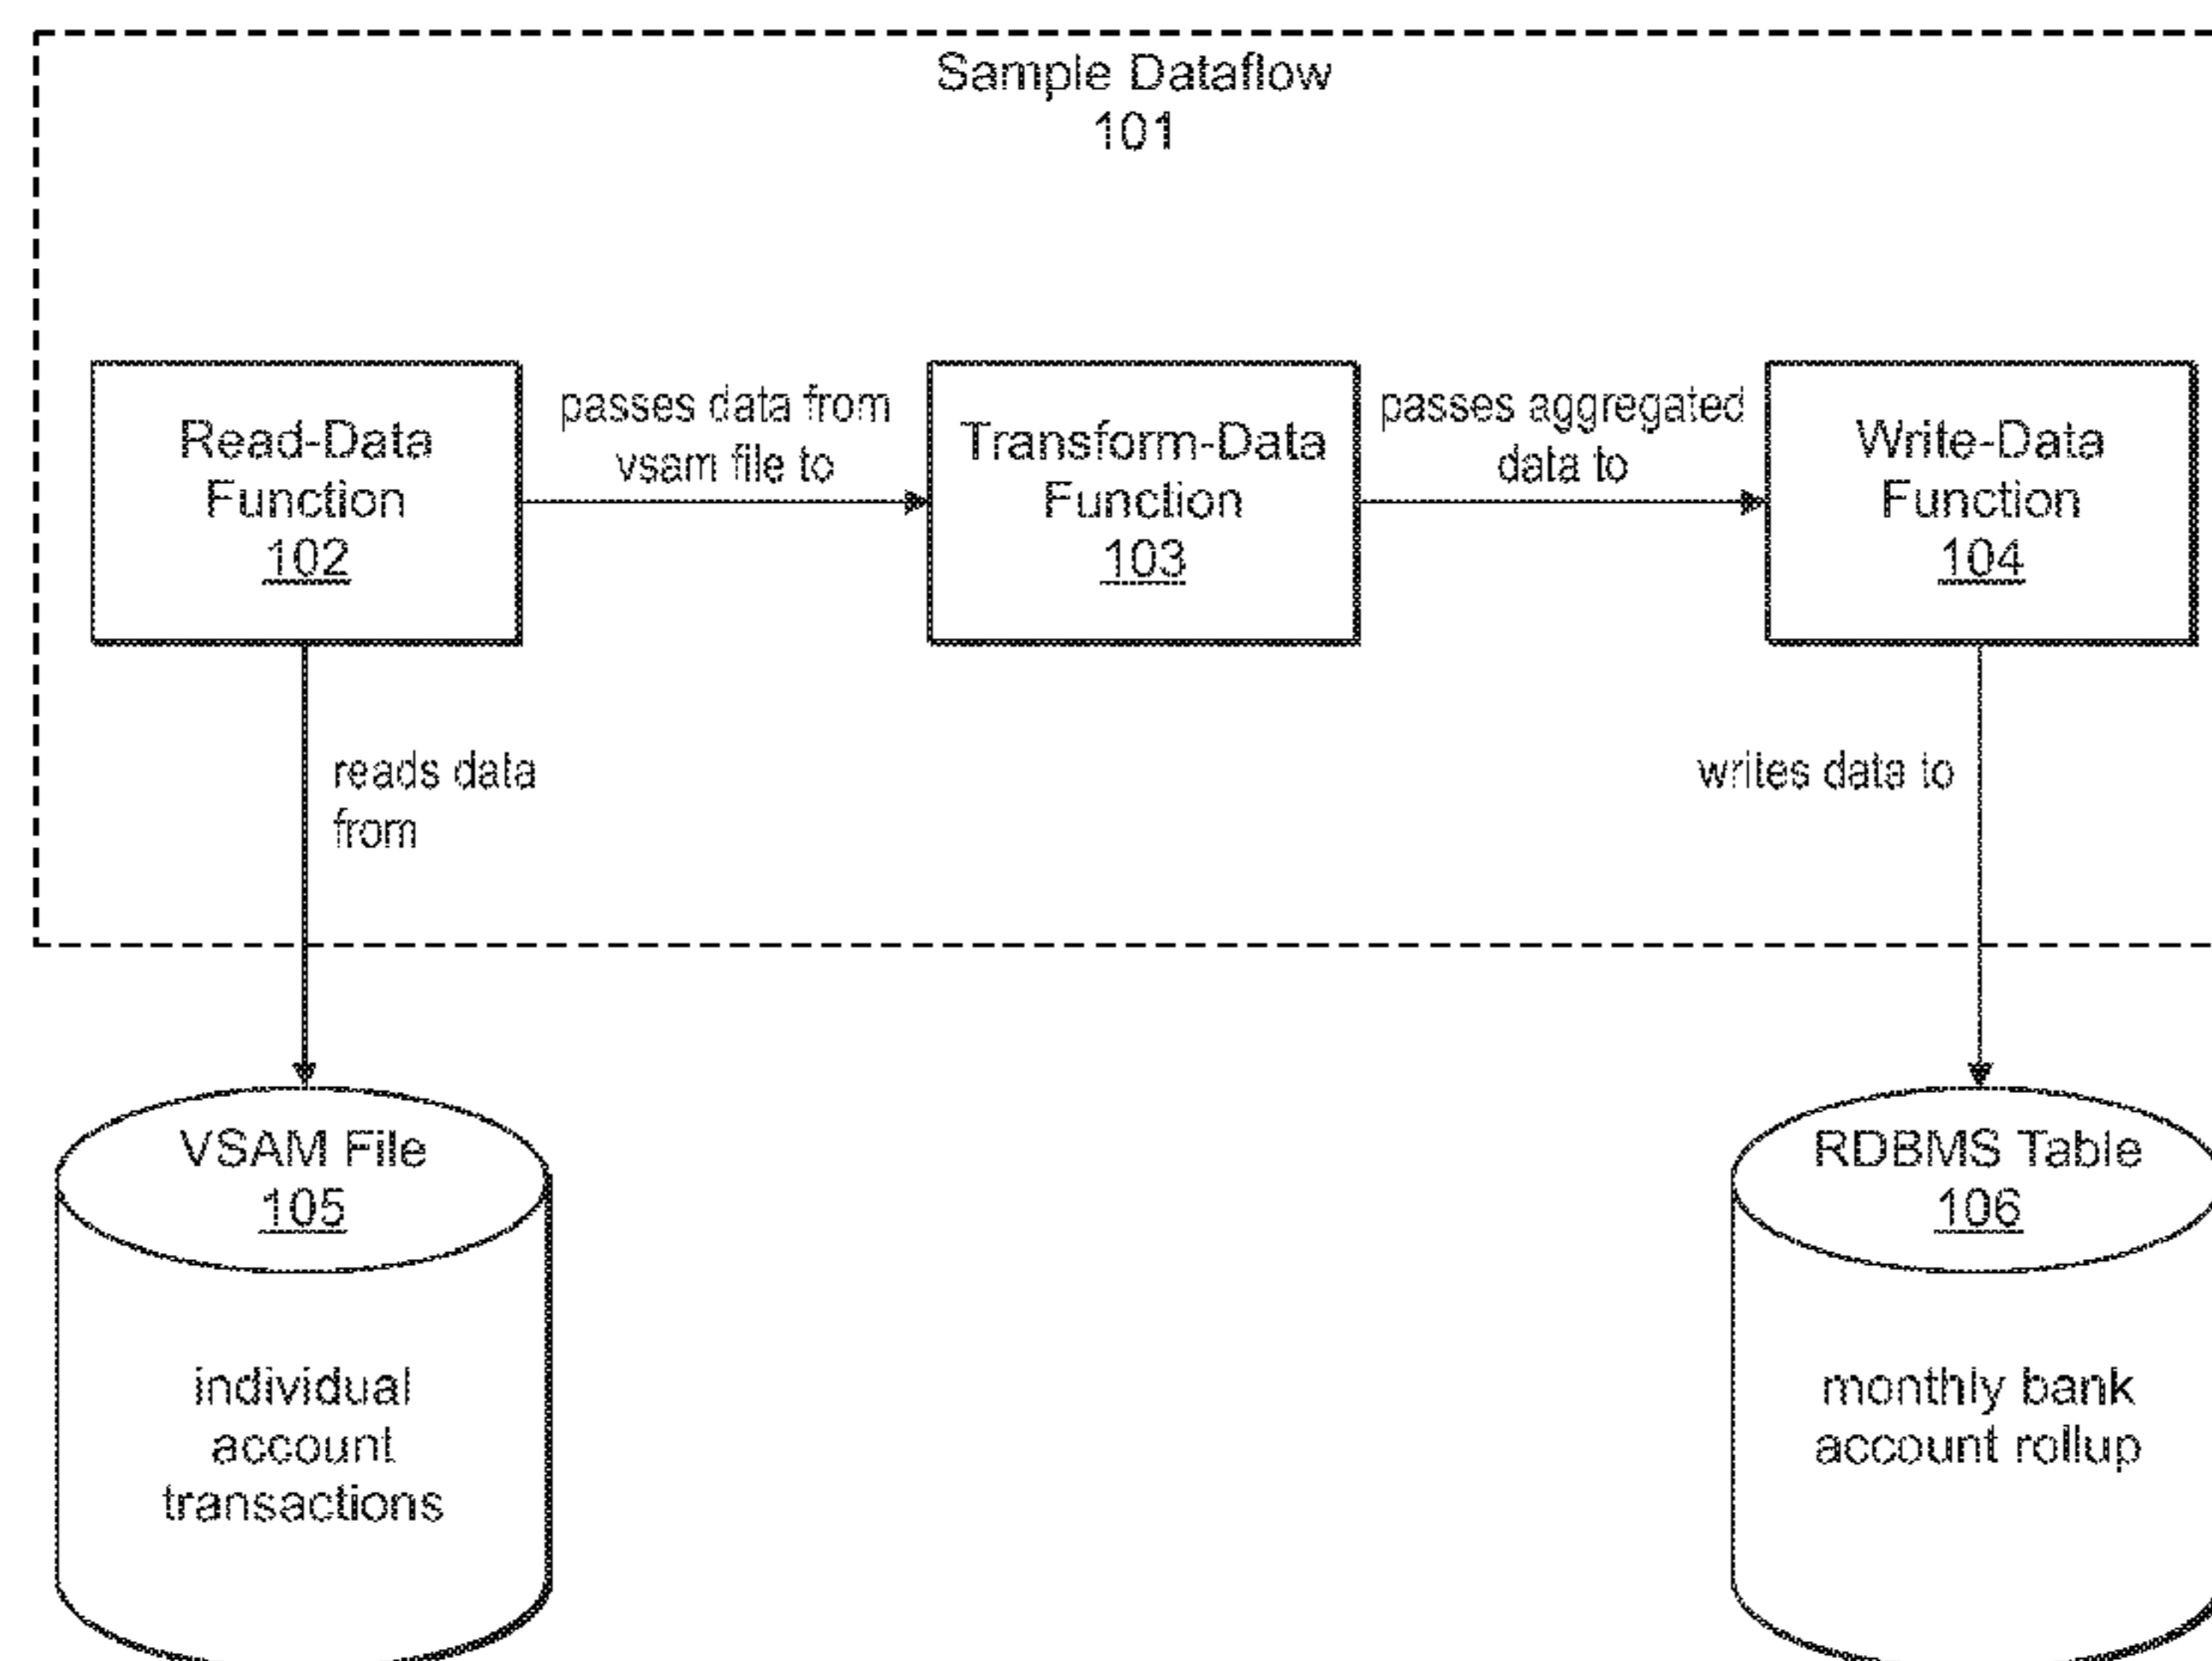 Sample Dataflow
101
Read-Data
Function
102
passes data from
vsam file to
Transform-Data
Function
103
passes aggregated
data to
Write-Data
Function
104
reads data
from
writes data to
VSAM File
105
individual
account
transactions
RDBMS Table
106
monthly bank
account rollup